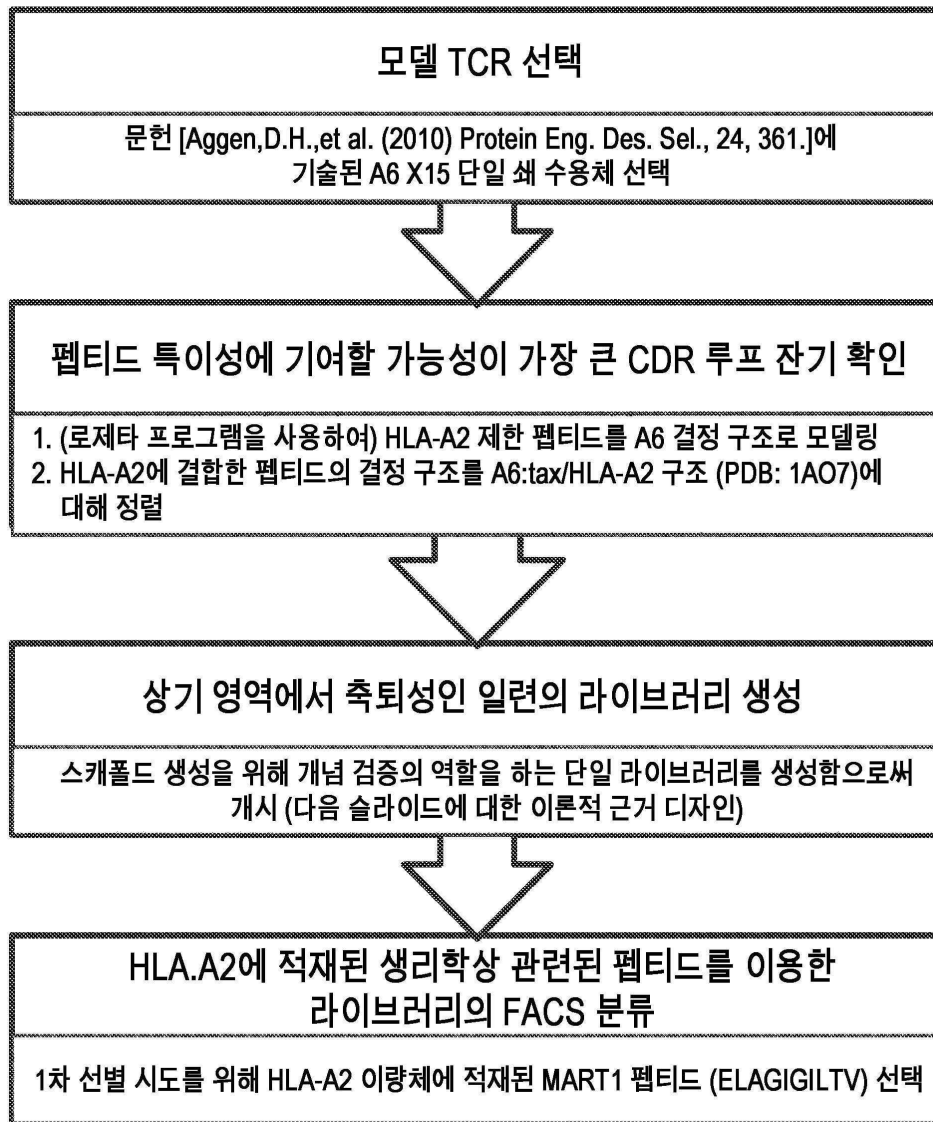 모델 TCR 선택
문헌 [Aggen,D.H.,et al. (2010) Protein Eng. Des. Sel., 24, 361.]에
기술된 A6 X15 단일 쇄 수용체 선택
펩티드 특이성에 기여할 가능성이 가장 큰 CDR 루프 잔기 확인
1. (로제타 프로그램을 사용하여) HLA-A2 제한 펩티드를 A6 결정 구조로 모델링
2. HLA-A2에 결합한 펩티드의 결정 구조를 A6:tax/HLA-A2 구조 (PDB: 1AO7)에
대해 정렬
상기 영역에서 축퇴성인 일련의 라이브러리 생성
스캐폴드 생성을 위해 개념 검증의 역할을 하는 단일 라이브러리를 생성함으로써
개시 (다음 슬라이드에 대한 이론적 근거 디자인)
HLA.A2에 적재된 생리학상 관련된 펩티드를 이용한
라이브러리의 FACS 분류
1차 선별 시도를 위해 HLA-A2 이량체에 적재된 MART1 펩티드 (ELAGIGILTV) 선택